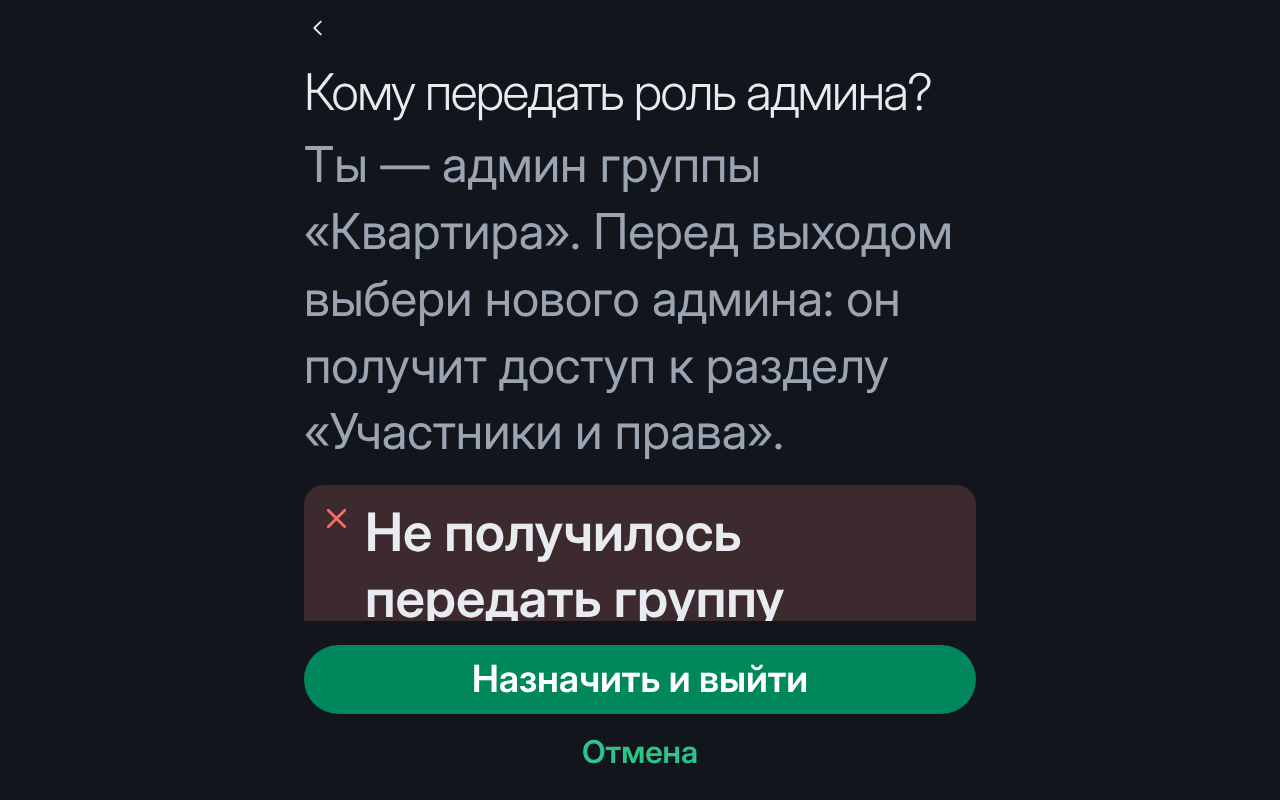 Кому передать роль админа?
Ты — админ группы
«Квартира». Перед выходом
выбери нового админа: он
получит доступ к разделу
«Участники и права».
Не получилось
передать группу
Назначить и выйти
Отмена